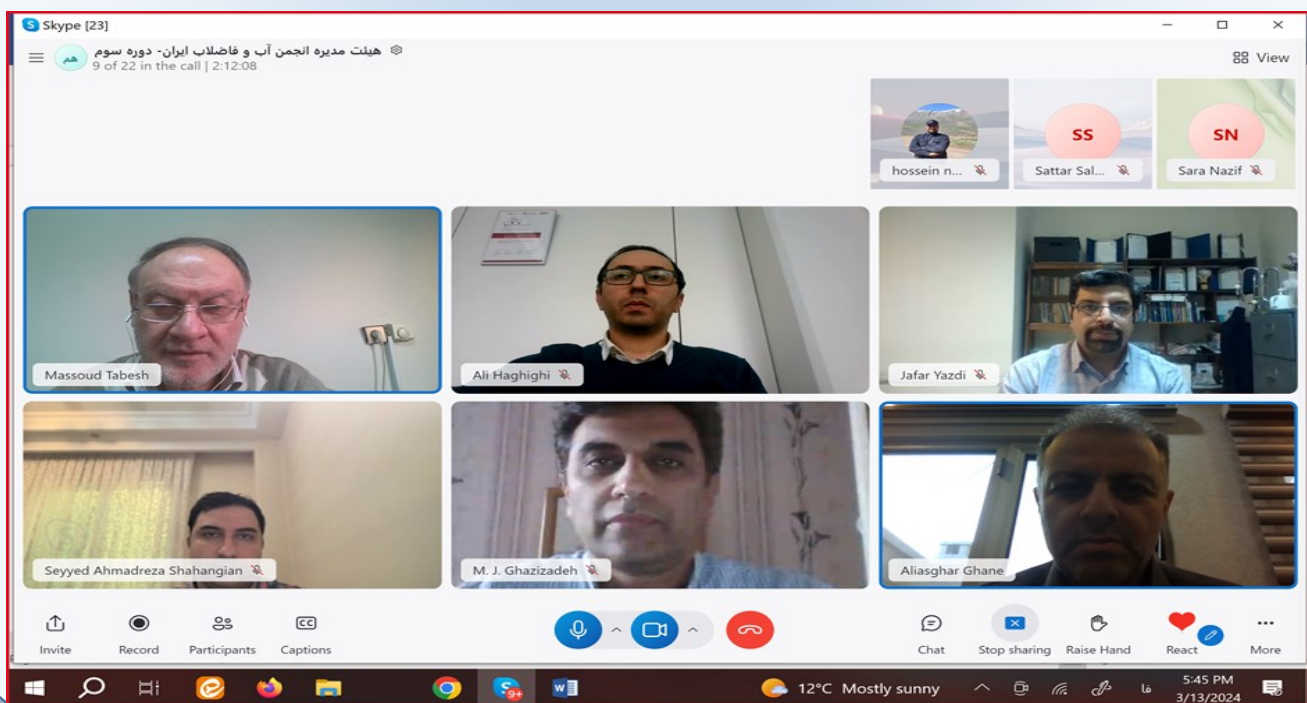 Skype [23]
هیئت مدیره انجمن آب و فاضلاب ایران- دوره سوم
هم
9 of 22 in the call | 2:12:08
View
SS
SN
hossein n...
Sattar Sal...
Sara Nazif
Massoud Tabesh
Ali Haghighi
Jafar Yazdi
Seyyed Ahmadreza Shahangian
M. J. Ghazizadeh
Aliasghar Ghane
CC
Invite
Record
Participants
Captions
Chat
Stop sharing
Raise Hand
React
More
9+
12°C Mostly sunny
فا
5:45 PM
3/13/2024